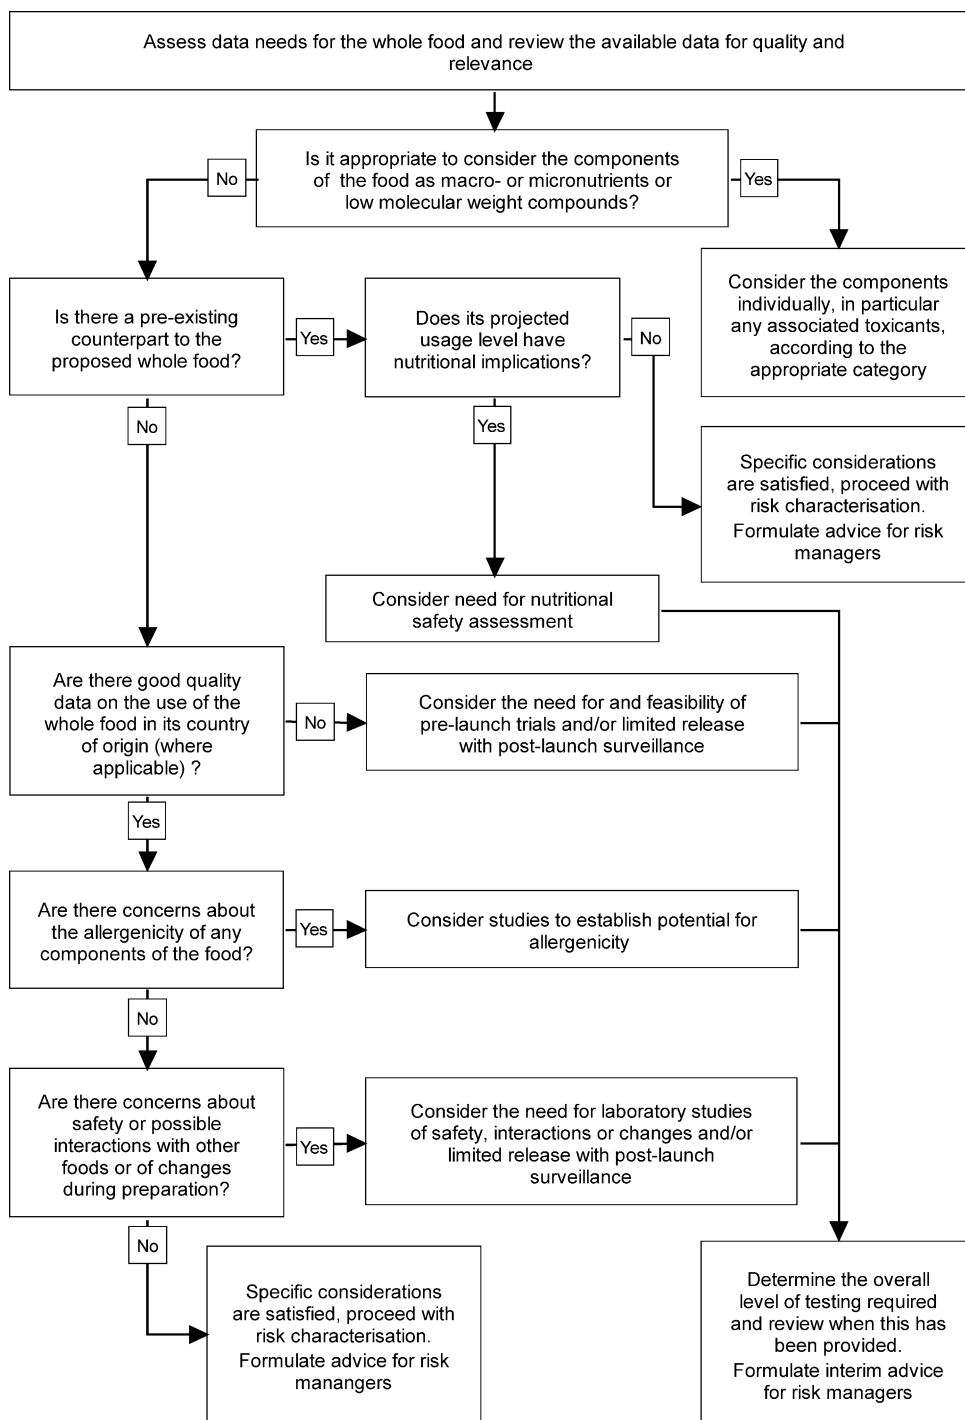 Assess data needs for the whole food and review the available data for quality and
relevance
Is it appropriate to consider the components
of the food as macro- or micronutrients or
low molecular weight compounds?
No
Yes
Is there a pre-existing
counterpart to the
proposed whole food?
Yes
Does its projected
usage level have
nutritional implications?
No
Consider the components
individually, in particular
any associated toxicants,
according to the
appropriate category
No
Yes
Specific considerations
are satisfied, proceed with
risk characterisation.
Formulate advice for risk
managers
Consider need for nutritional
safety assessment
Are there good quality
data on the use of the
whole food in its country
of origin (where
applicable) ?
No
Consider the need for and feasibility of
pre-launch trials and/or limited release
with post-launch surveillance
Yes
Are there concerns about
the allergenicity of any
components of the food?
Yes
Consider studies to establish potential for
allergenicity
No
Are there concerns about
safety or possible
interactions with other
foods or of changes
during preparation?
Yes
Consider the need for laboratory studies
of safety, interactions or changes and/or
limited release with post-launch
surveillance
No
Specific considerations
are satisfied, proceed with
risk characterisation.
Formulate advice for risk
manangers
Determine the overall
level of testing required
and review when this has
been provided.
Formulate interim advice
for risk managers